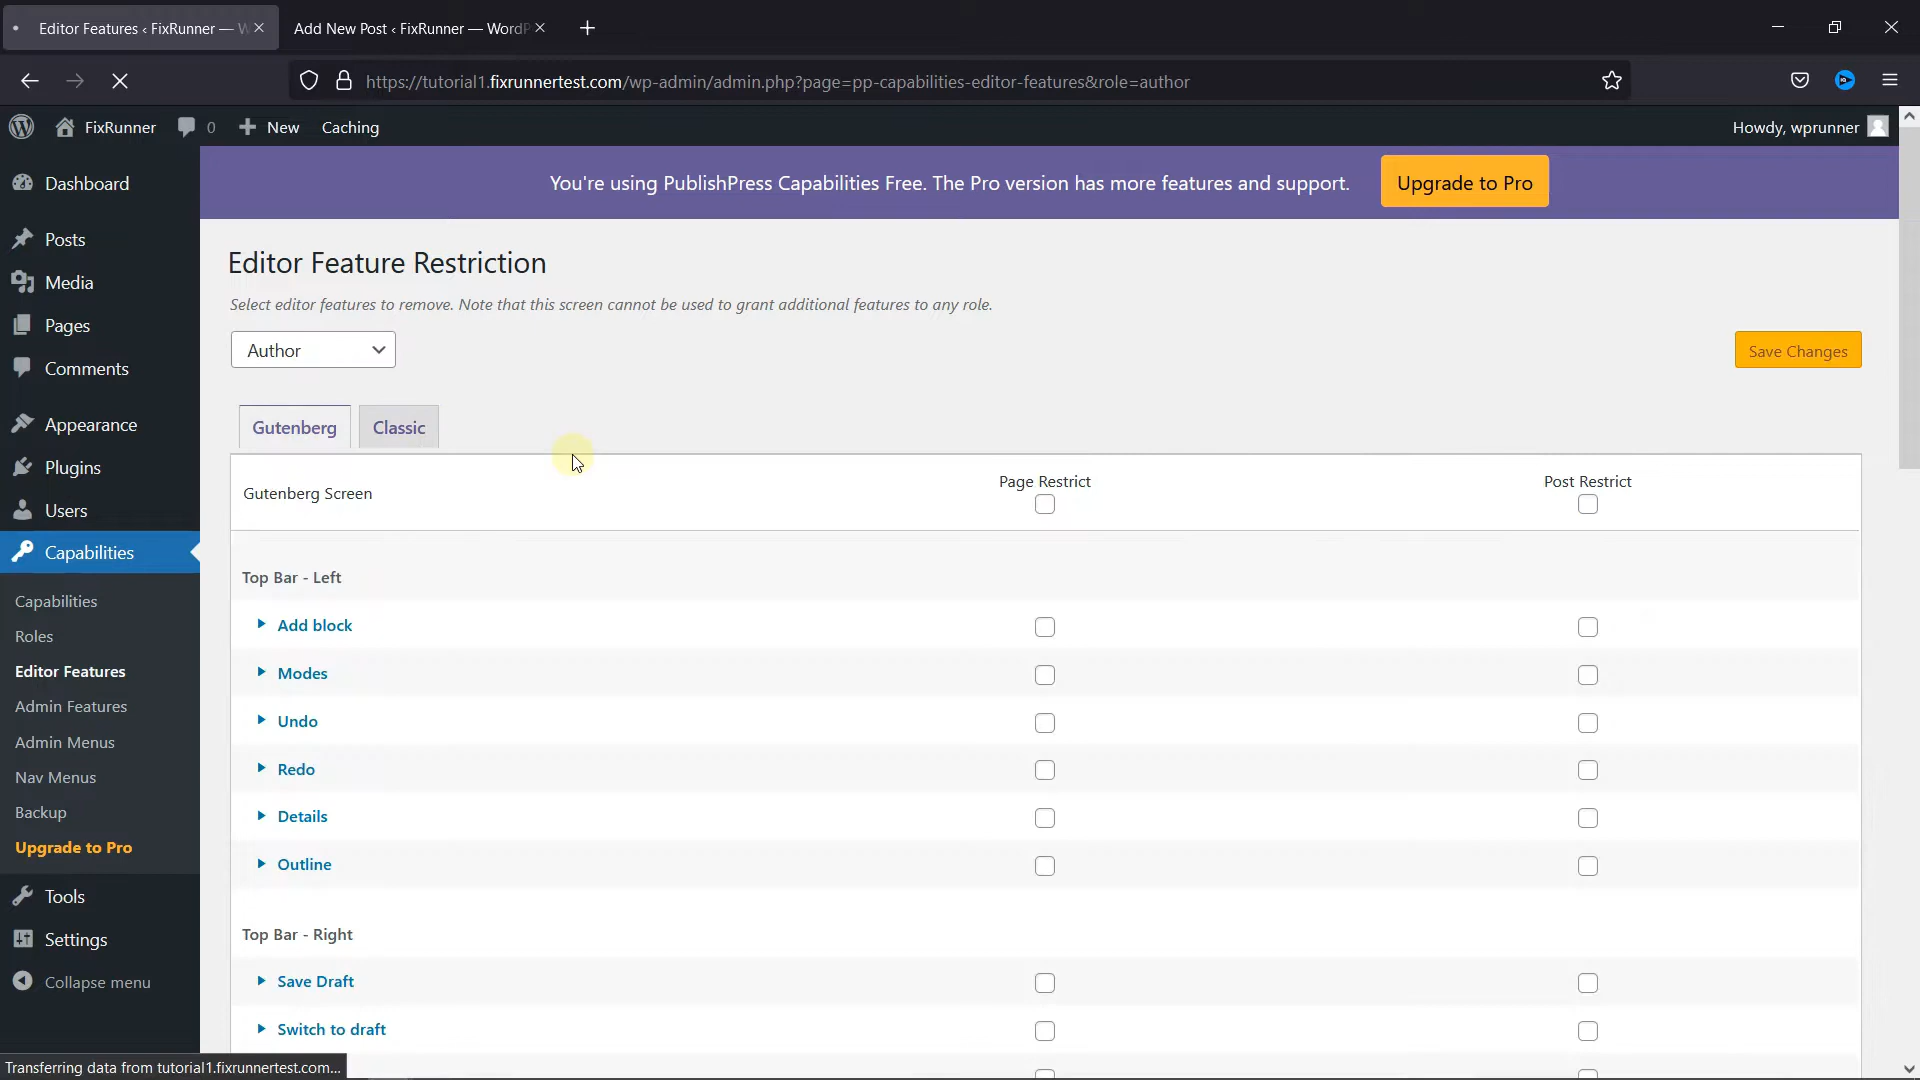 Editor Features ‹ FixRunner — W
Add New Post ‹ FixRunner — WordP
https://tutorial1.fixrunnertest.com/wp-admin/admin.php?page=pp-capabilities-editor-features&role=author
FixRunner
0
New
Caching
Howdy, wprunner
Dashboard
Posts
Media
Pages
Comments
Appearance
Plugins
Users
Capabilities
Capabilities
Roles
Editor Features
Admin Features
Admin Menus
Nav Menus
Backup
Upgrade to Pro
Tools
Settings
Collapse menu
You're using PublishPress Capabilities Free. The Pro version has more features and support.
Upgrade to Pro
Editor Feature Restriction
Select editor features to remove. Note that this screen cannot be used to grant additional features to any role.
Author
Save Changes
Gutenberg
Classic
Gutenberg Screen
Page Restrict
Post Restrict
Top Bar - Left
Add block
Modes
Undo
Redo
Details
Outline
Top Bar - Right
Save Draft
Switch to draft
Transferring data from tutorial1.fixrunnertest.com...